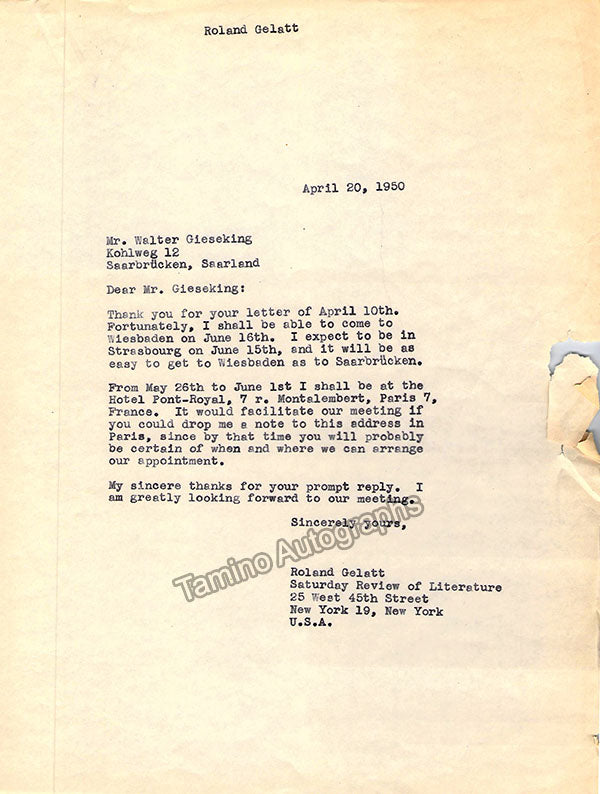 Roland Gelatt
April 20, 1950
Mr. Walter Gieseking
Kohlweg 12
Saarbrücken, Saarland
Dear Mr. Gieseking:
Thank you for your letter of April 10th.
Fortunately, I shall be able to come to
Wiesbaden on June 16th. I expect to be in
Strasbourg on June 15th, and it will be as
easy to get to Wiesbaden as to Saarbrücken.
From May 26th to June 1st I shall be at the
Hotel Pont-Royal, 7 r. Montalembert, Paris 7,
France. It would facilitate our meeting if
you could drop me a note to this address in
Paris, since by that time you will probably
be certain of when and where we can arrange
our appointment.
My sincere thanks for your prompt reply. I
am greatly looking forward to our meeting.
Sincerely yours,
Tamino Autographs
Roland Gelatt
Saturday Review of Literature
25 West 45th Street
New York 19, New York
U.S.A.